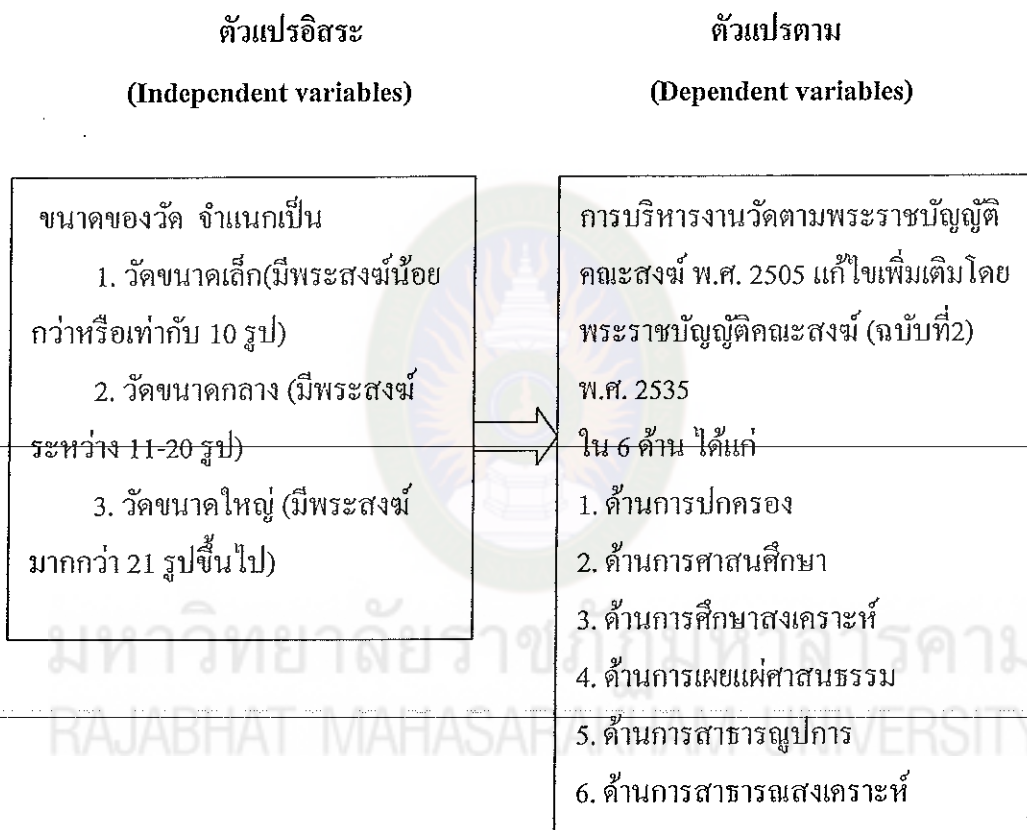 ตัวแปรอิสระ
(Independent variables)
ตัวแปรตาม
(Dependent variables)
ขนาดของวัด จำแนกเป็น
1. วัดขนาดเล็ก(มีพระสงฆ์น้อย
กว่าหรือเท่ากับ 10 รูป)
2. วัดขนาดกลาง (มีพระสงฆ์
ระหว่าง 11-20 รูป)
3. วัดขนาดใหญ่ (มีพระสงฆ์
มากกว่า 21 รูปขึ้นไป)
การบริหารงานวัดตามพระราชบัญญัติ
คณะสงฆ์ พ.ศ. 2505 แก้ไขเพิ่มเติมโดย
พระราชบัญญัติคณะสงฆ์ (ฉบับที่2)
พ.ศ. 2535
ใน 6 ด้าน ได้แก่
1. ด้านการปกครอง
2. ด้านการศาสนศึกษา
3. ด้านการศึกษาสงเคราะห์
4. ด้านการเผยแผ่ศาสนธรรม
5. ด้านการสาธารณูปการ
6. ด้านการสาธารณสงเคราะห์
มหาวิทยาลัยราชภัฏมหาสารคาม
RAJABHAT MAHASARAKHAM UNIVERSITY